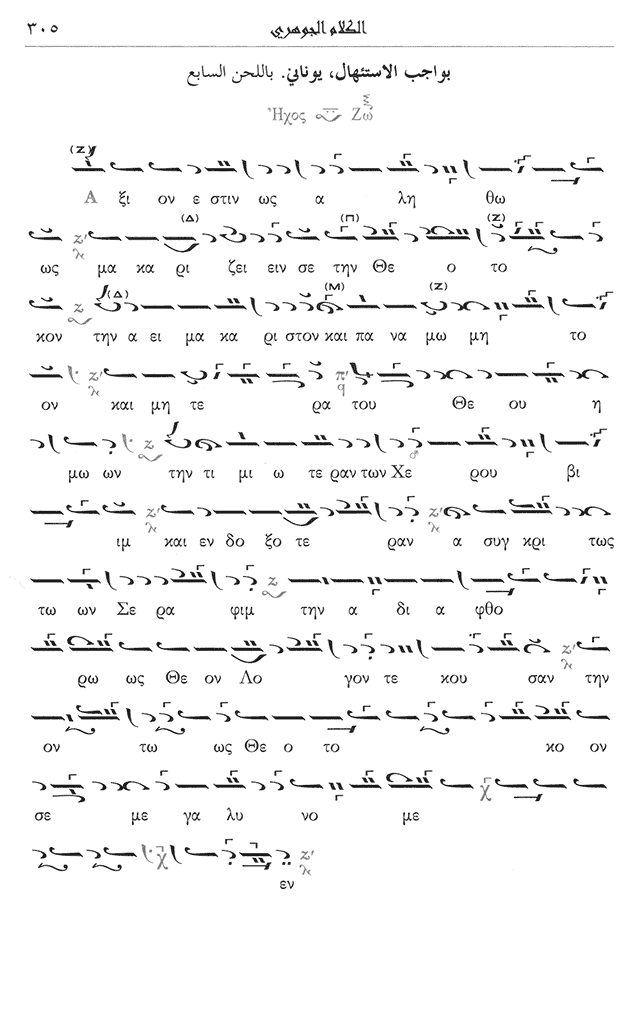 الكلام الجوهري ٣٠٥
بواجب الاستئهال، يوناني. باللحن السابع
Ἦχος Ζω
(Ζ)
Α ξι ον ε στιν ως α λη θω
(Δ) (Π) (Ζ)
ως μα κα ρι ζει ειν σε την Θε ο το
(Δ) (Μ) (Ζ)
κον την α ει μα κα ρι στον και πα να μω μη το
ον και μη τε ρα του Θε ου η
μω ων την τι μι ω τε ραν των Χε ρου βι
ιμ και εν δο ξο τε ραν α συγ κρι τως
τω ων Σε ρα φιμ την α δι α φθο
ρω ως Θε ον Λο γον τε κου σαν την
ον τω ως Θε ο το κο ον
σε με γα λυ νο με
εν